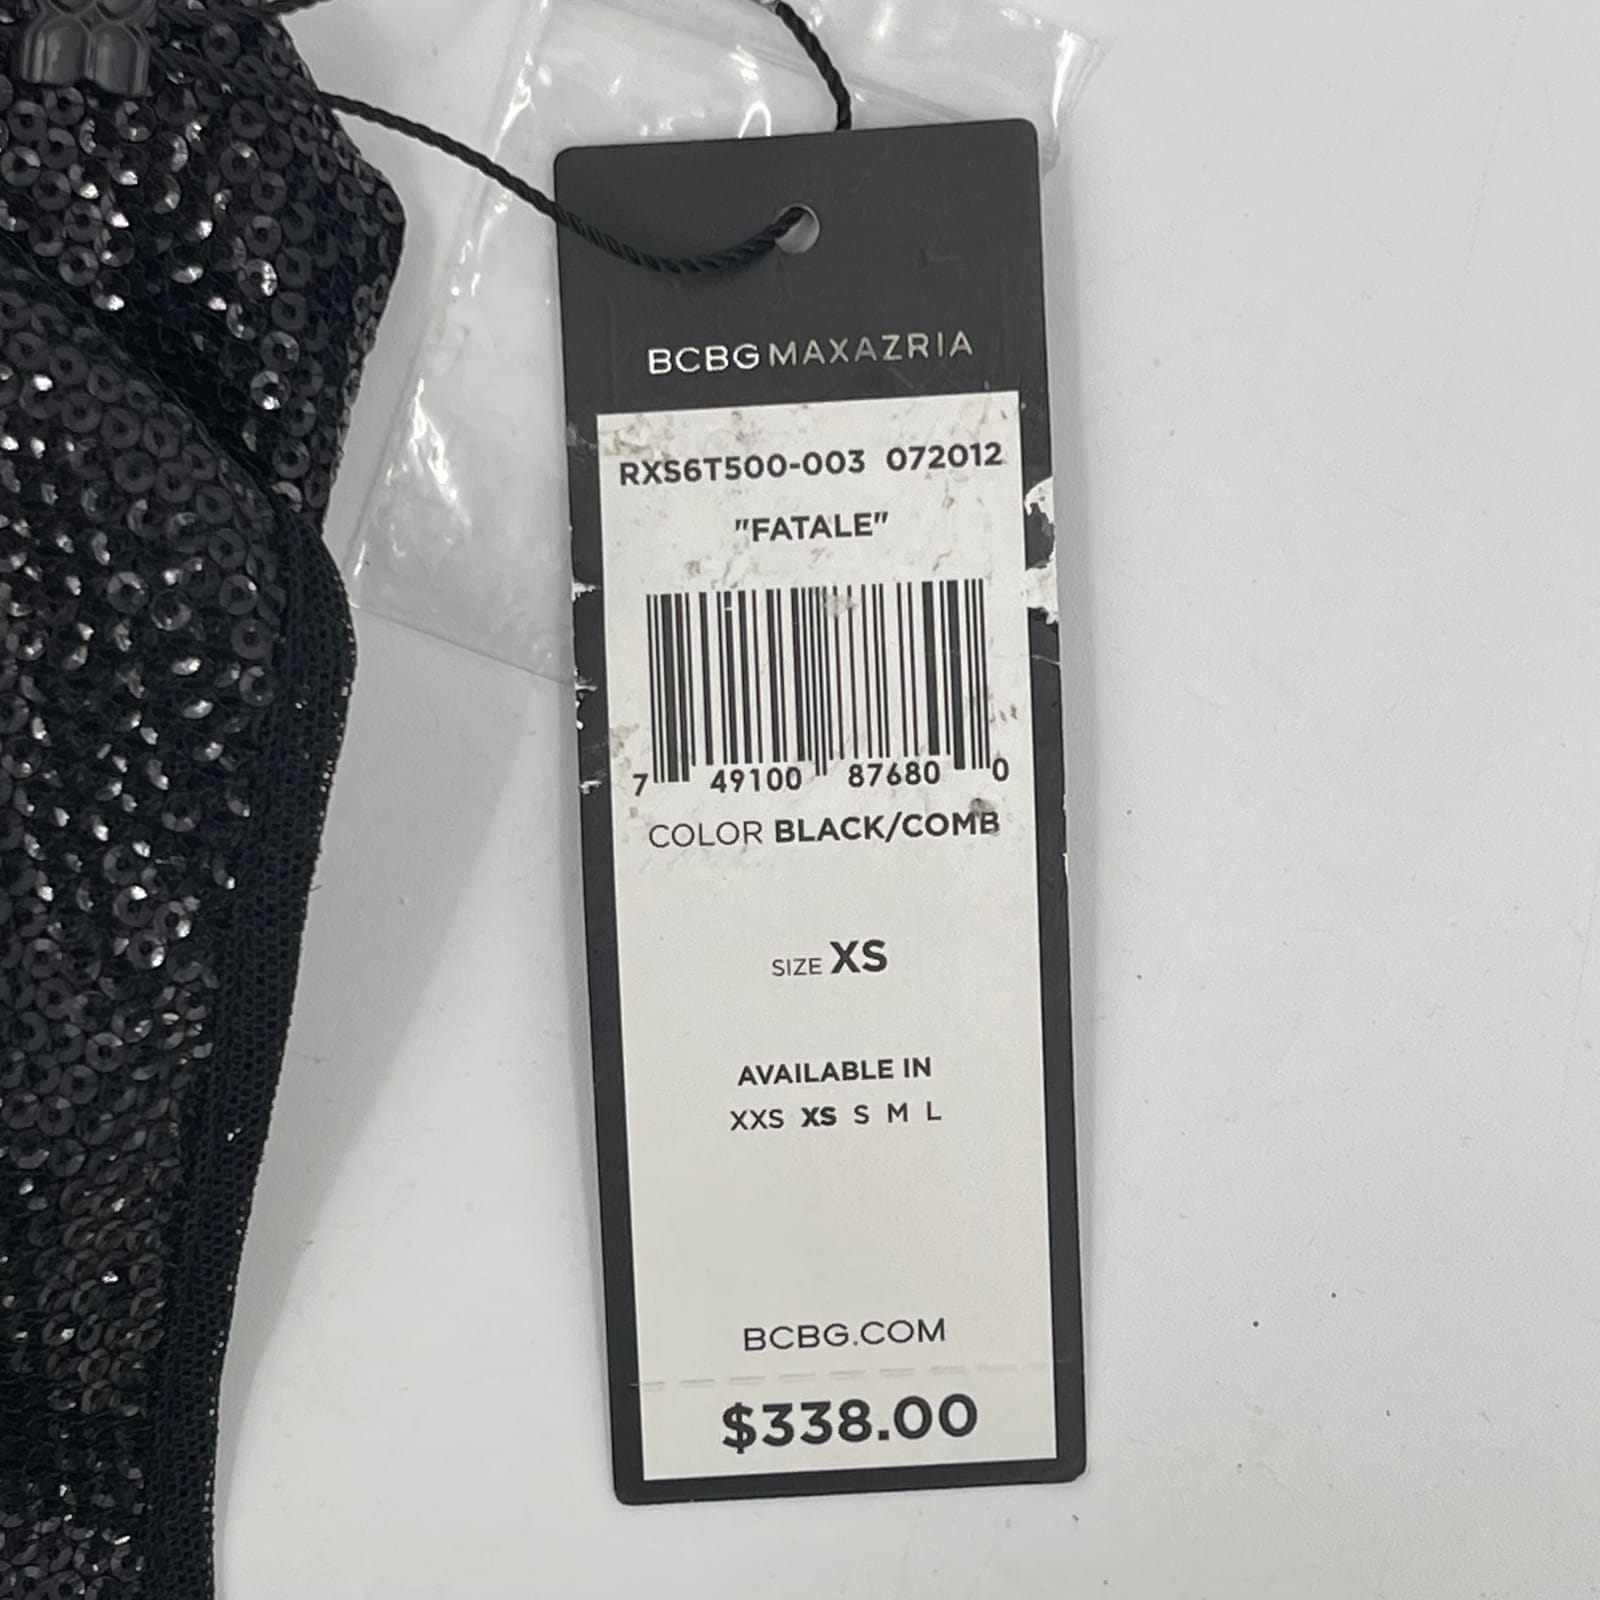 BCBGMAXAZRIA
RXS6T500-003 072012
"FATALE"
7 49100 87680 0
COLOR BLACK/COMB
SIZE XS
AVAILABLE IN
XXS XS S M L
BCBG.COM
$338.00